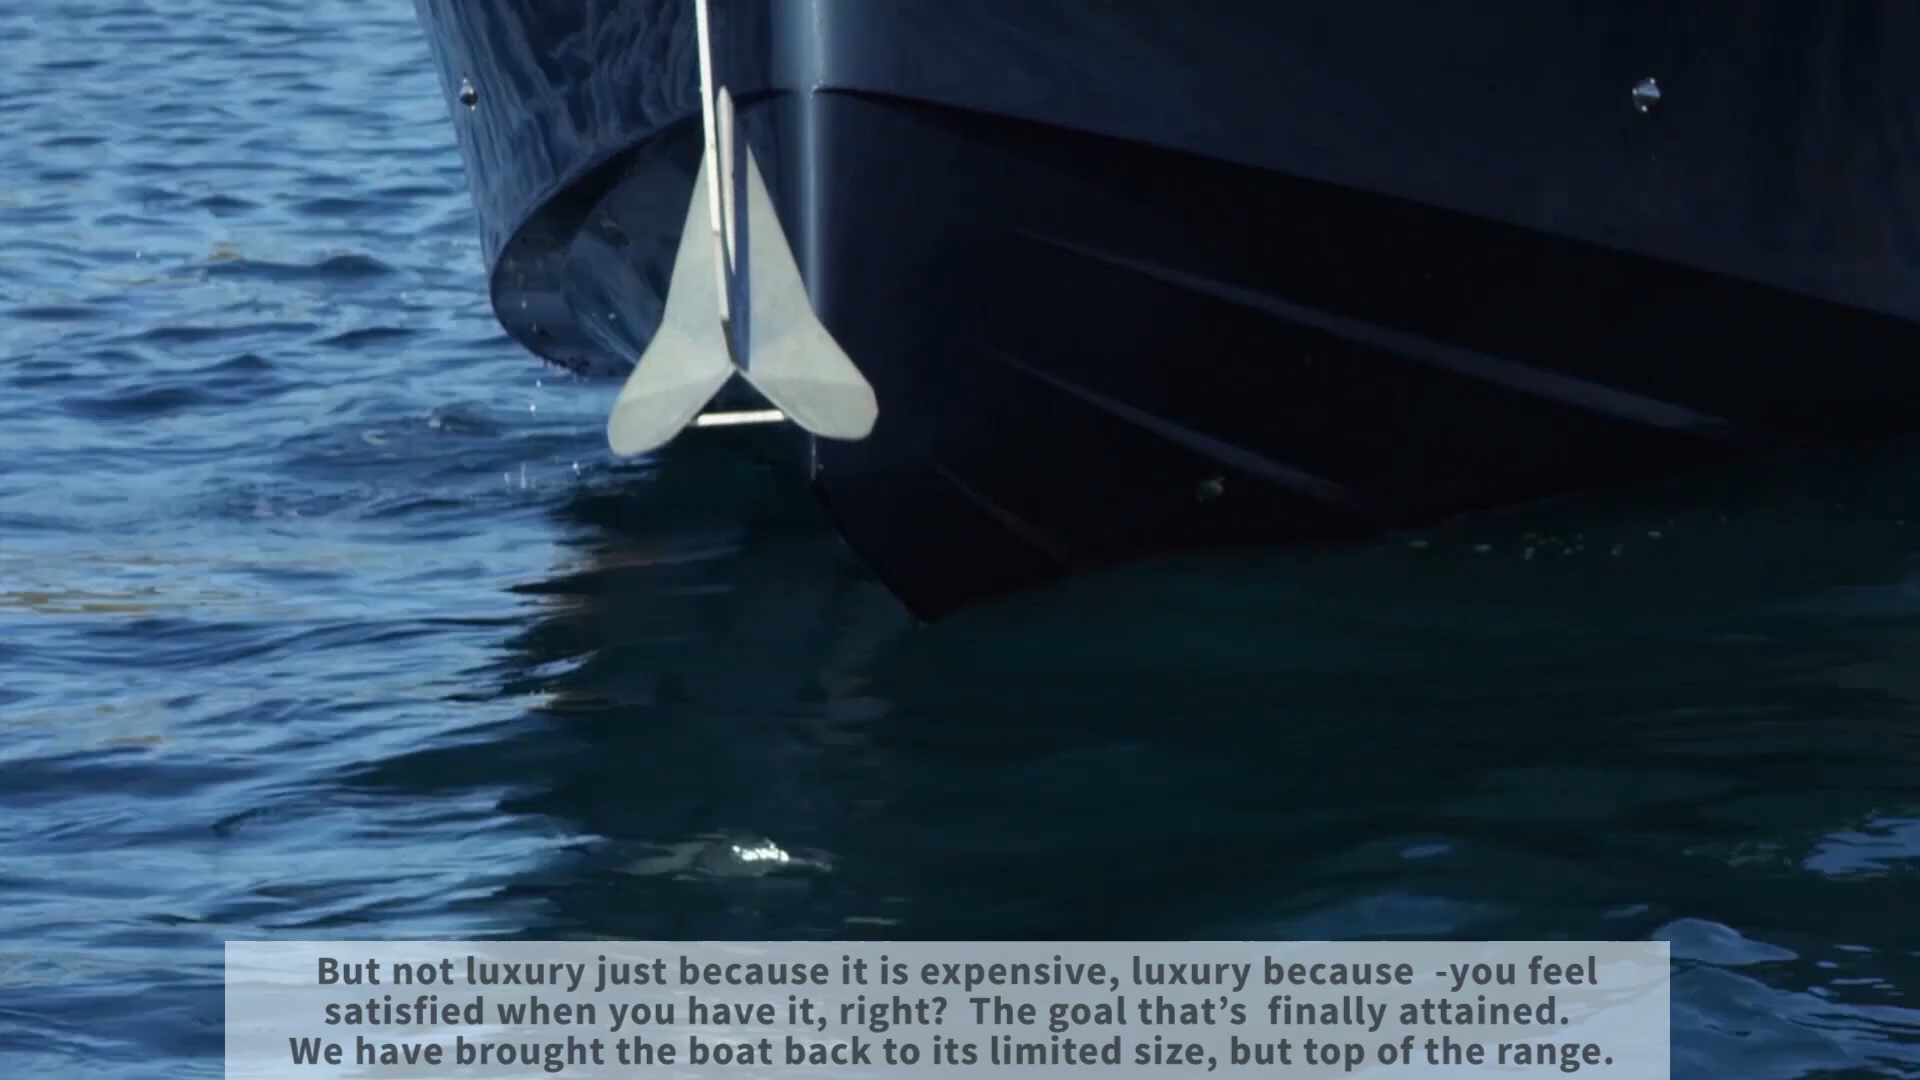 But not luxury just because it is expensive, luxury because  -you feel
satisfied when you have it, right?  The goal that’s  finally attained.
We have brought the boat back to its limited size, but top of the range.